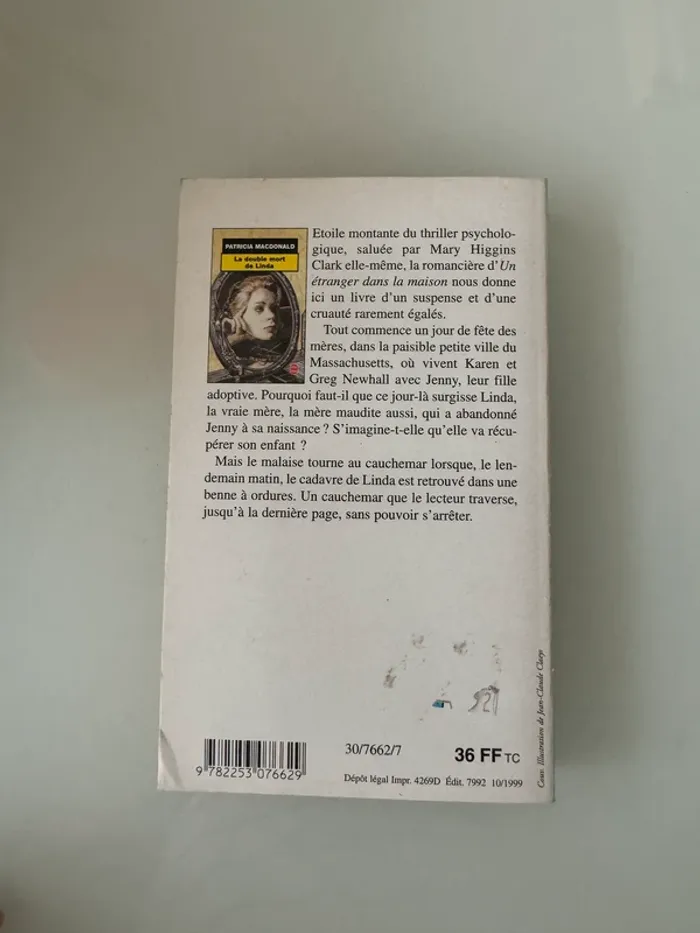 PATRICIA MACDONALD
La double mort
de Linda
Etoile montante du thriller psycholo-
gique, saluée par Mary Higgins
Clark elle-même, la romancière d'Un
étranger dans la maison nous donne
ici un livre d'un suspense et d'une
cruauté rarement égalés.
Tout commence un jour de fête des
mères, dans la paisible petite ville du
Massachusetts, où vivent Karen et
Greg Newhall avec Jenny, leur fille
adoptive. Pourquoi faut-il que ce jour-là surgisse Linda,
la vraie mère, la mère maudite aussi, qui a abandonné
Jenny à sa naissance ? S'imagine-t-elle qu'elle va récu-
pérer son enfant ?
Mais le malaise tourne au cauchemar lorsque, le len-
demain matin, le cadavre de Linda est retrouvé dans une
benne à ordures. Un cauchemar que le lecteur traverse,
jusqu'à la dernière page, sans pouvoir s'arrêter.
Couv. Illustration de Jean-Claude Claeys
30/7662/7
36 FF TC
9 782253 076629
Dépôt légal Impr. 4269D Édit. 7992 10/1999